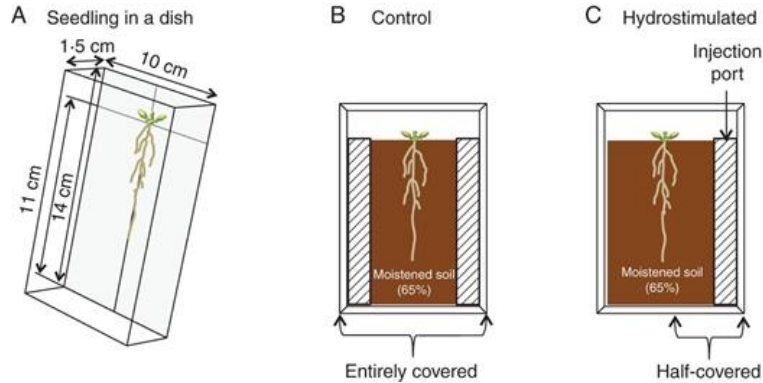 A Seedling in a dish
1·5 cm
10 cm
11 cm
14 cm
B Control
Moistened soil
(65%)
Entirely covered
C Hydrostimulated
Injection
port
Moistened soil
(65%)
Half-covered